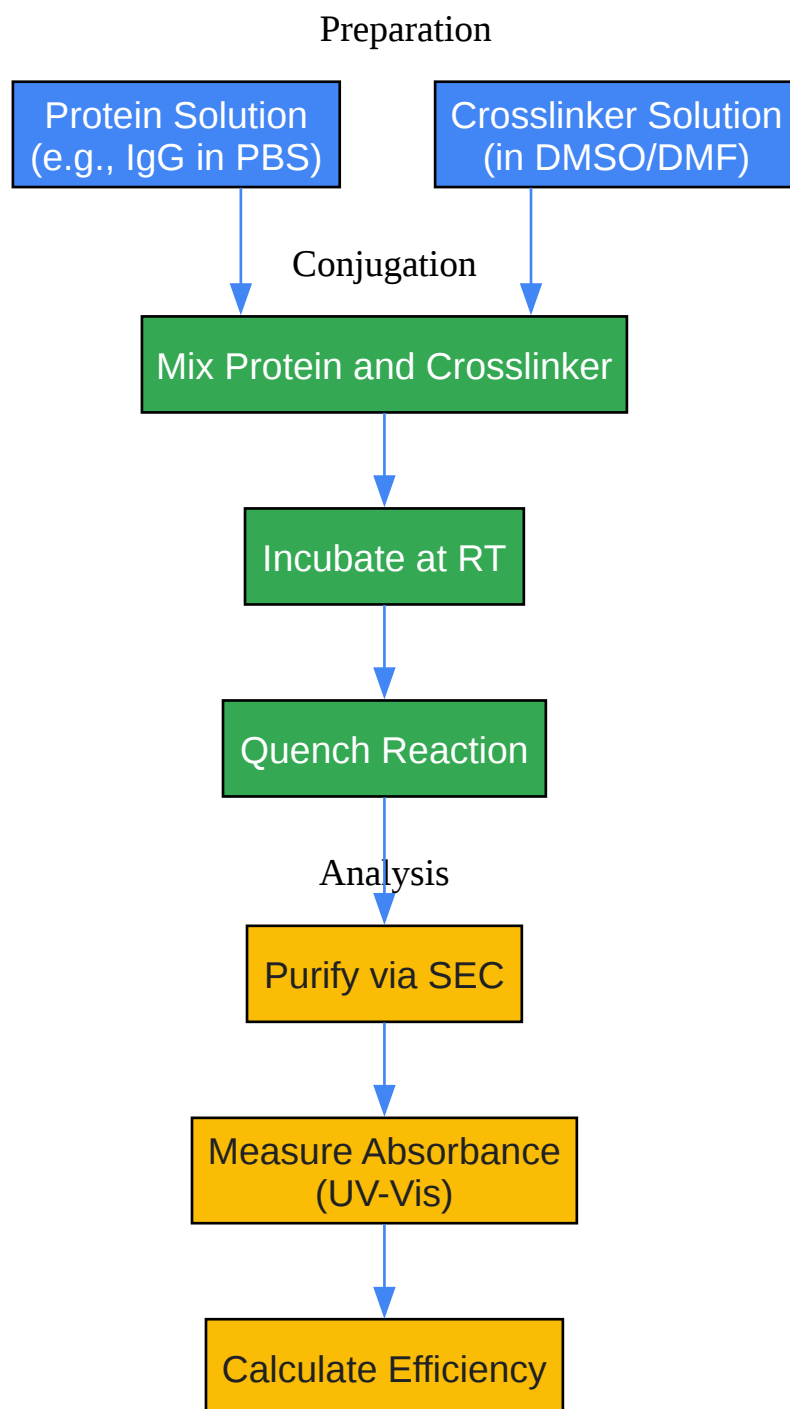 Preparation
Protein Solution
(e.g., IgG in PBS)
Crosslinker Solution
(in DMSO/DMF)
Conjugation
Mix Protein and Crosslinker
Incubate at RT
Quench Reaction
Analysis
Purify via SEC
Measure Absorbance
(UV-Vis)
Calculate Efficiency